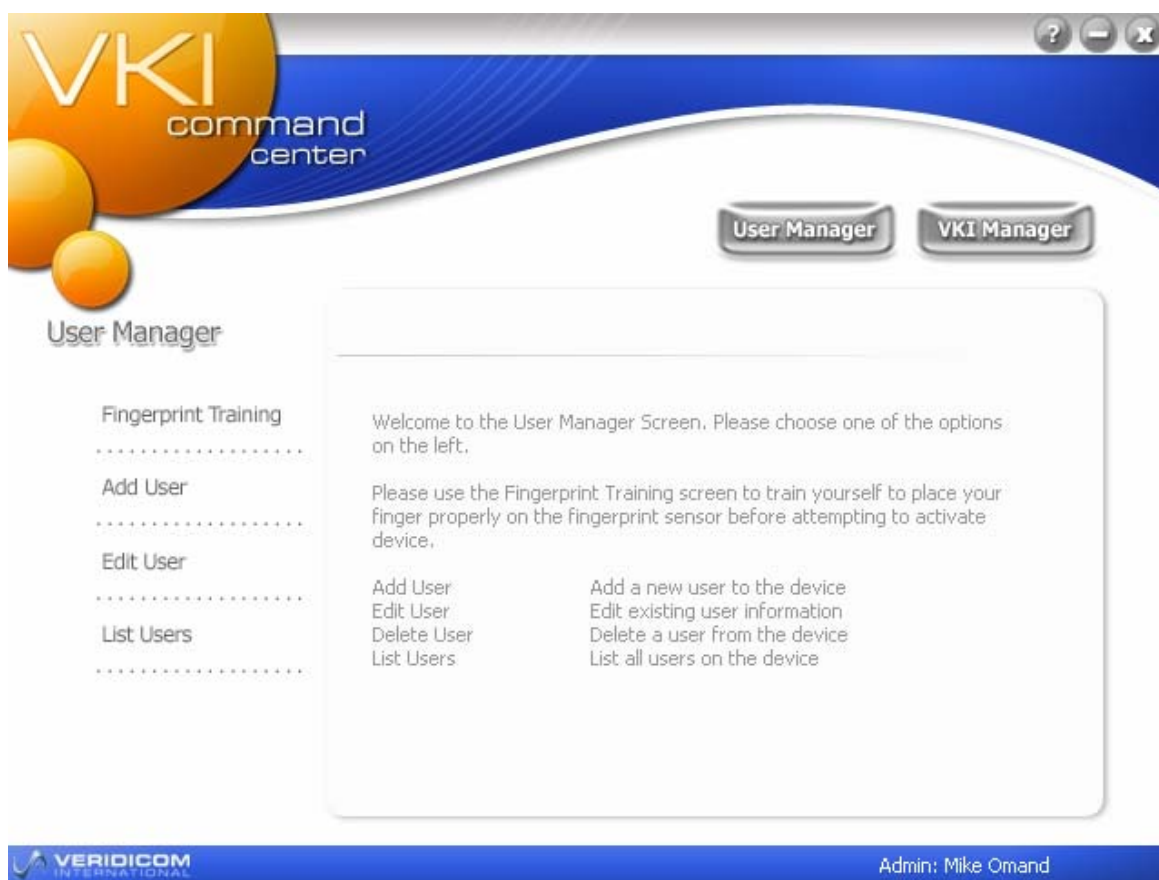 VKI
command
center
?
x
User Manager
VKI Manager
User Manager
Fingerprint Training
Add User
Edit User
List Users
Welcome to the User Manager Screen. Please choose one of the options
on the left.
Please use the Fingerprint Training screen to train yourself to place your
finger properly on the fingerprint sensor before attempting to activate
device.
Add User Add a new user to the device
Edit User Edit existing user information
Delete User Delete a user from the device
List Users List all users on the device
VERIDICOM
INTERNATIONAL
Admin: Mike Omand